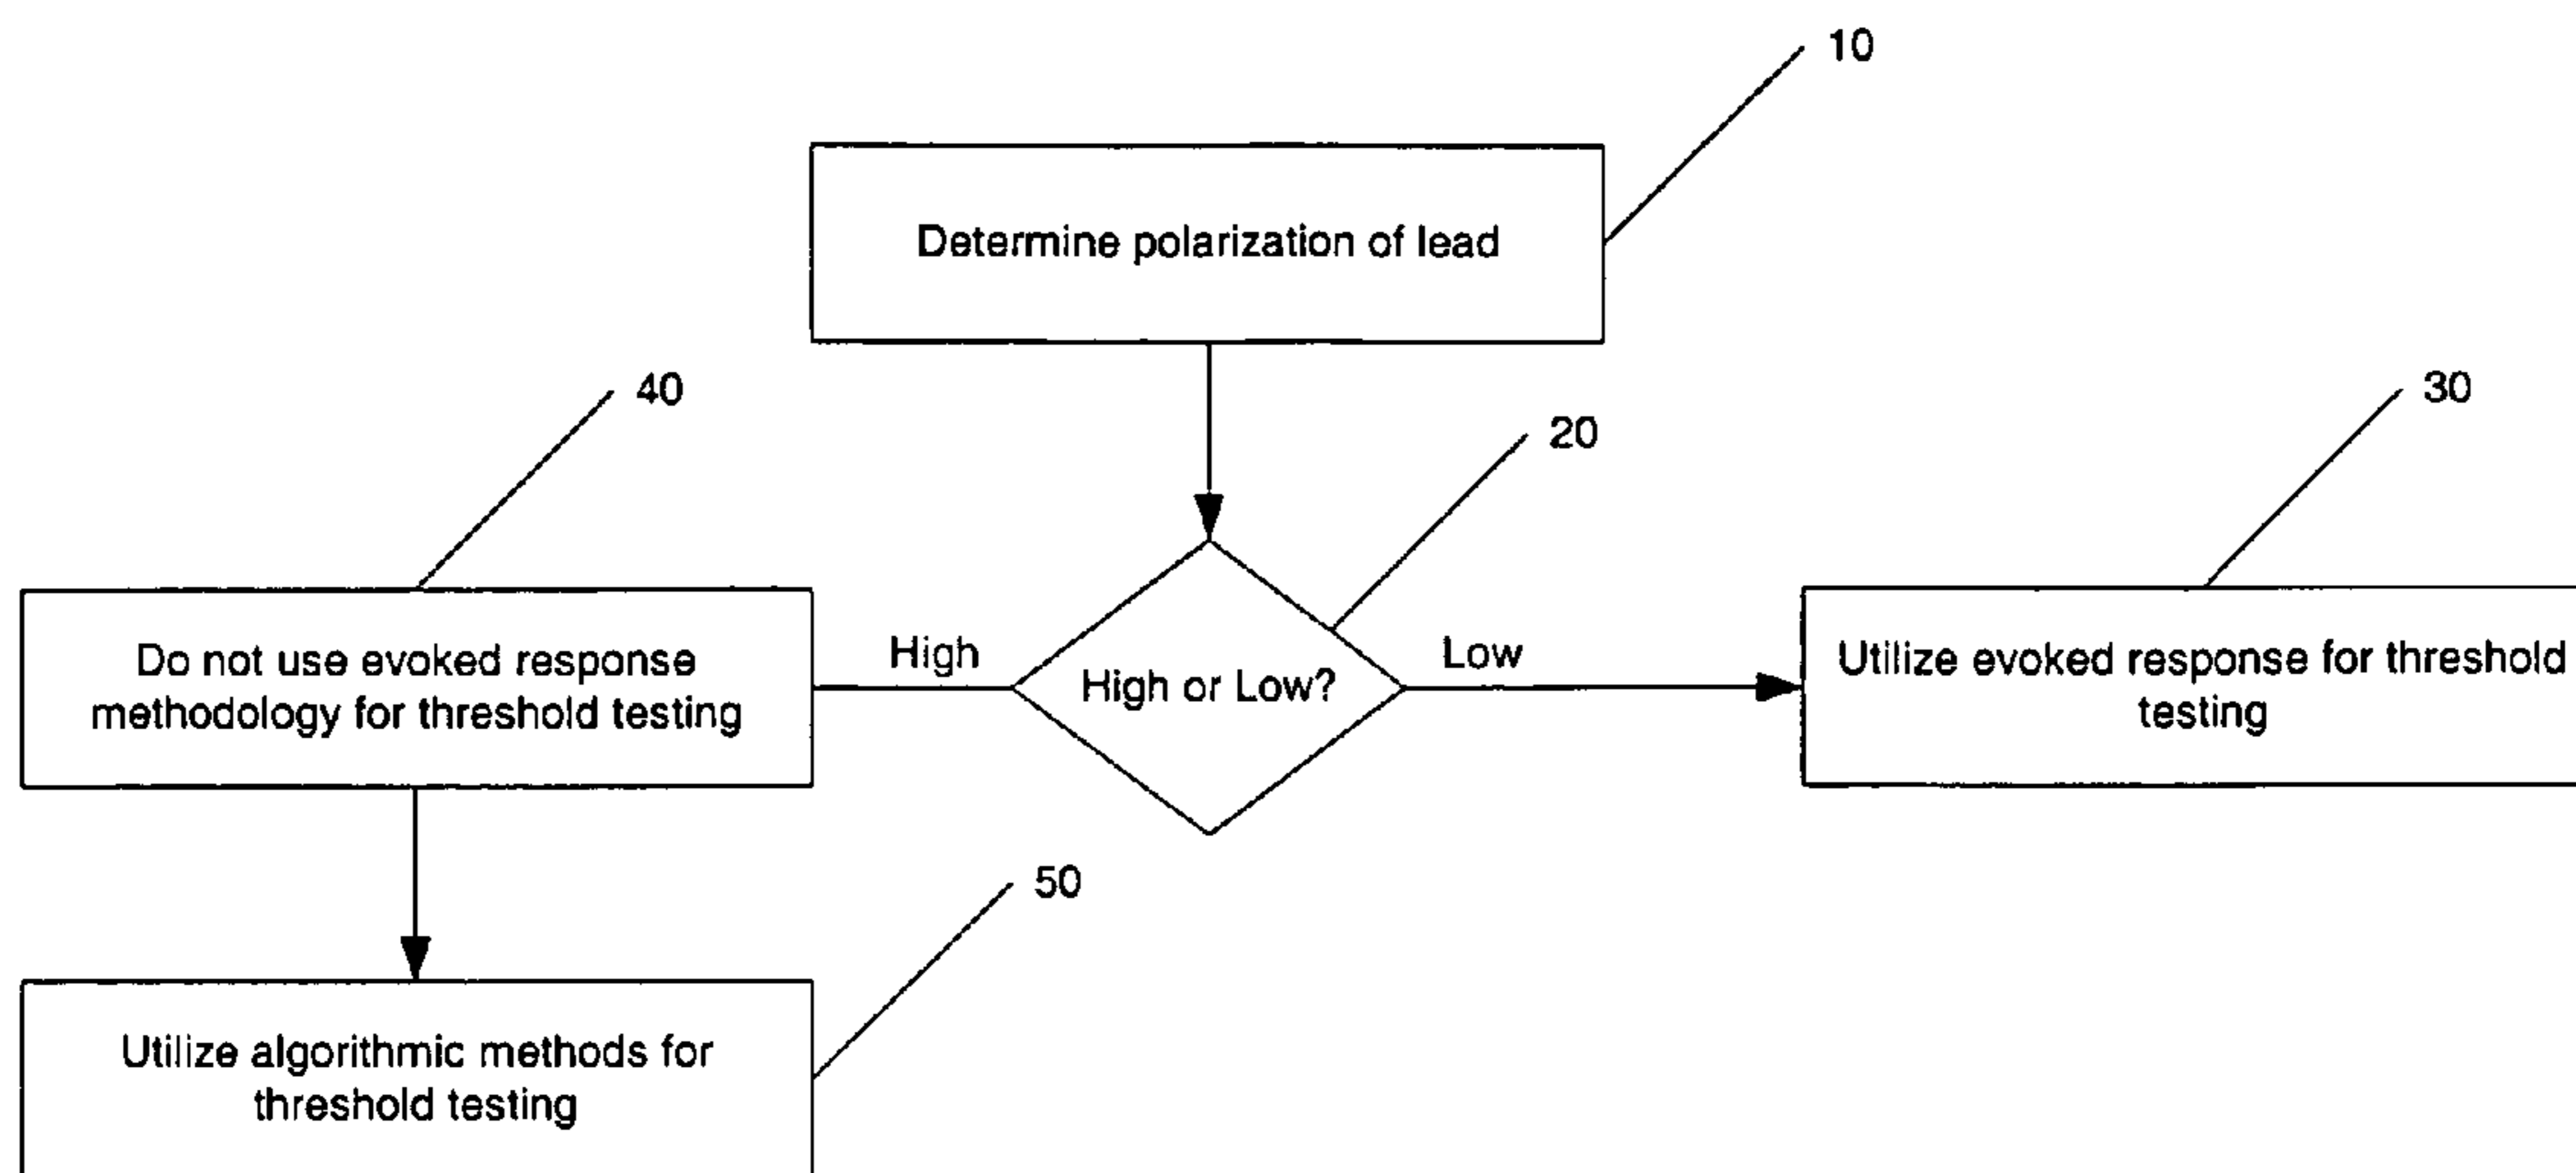 10
Determine polarization of lead
40
30
20
Do not use evoked response
methodology for threshold testing
High
High or Low?
Low
Utilize evoked response for threshold
testing
50
Utilize algorithmic methods for
threshold testing